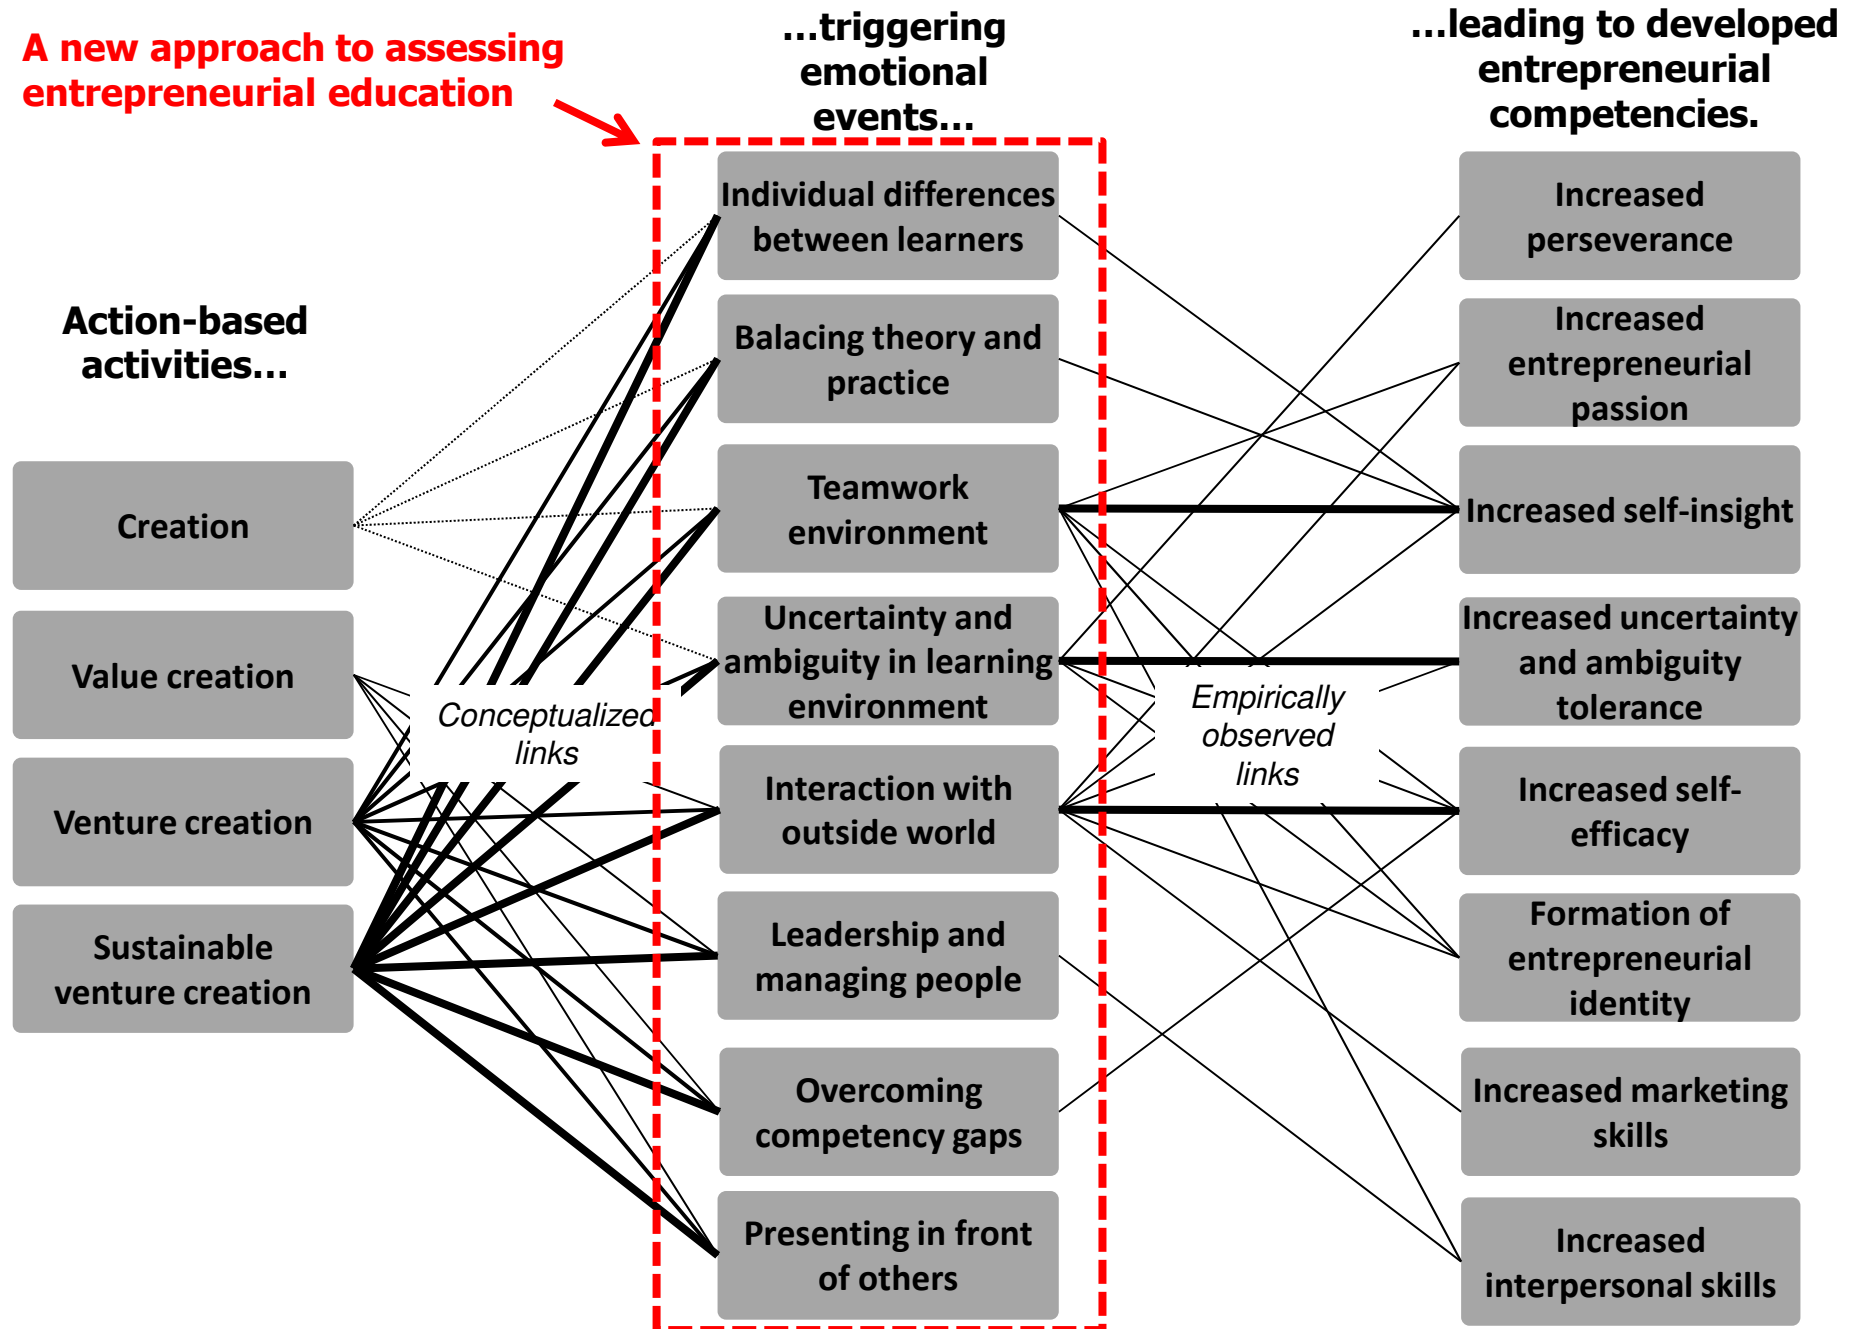 A new approach to assessing
entrepreneurial education
...triggering
emotional
events...
...leading to developed
entrepreneurial
competencies.
Action-based
activities...
Creation
Value creation
Venture creation
Sustainable
venture creation
Conceptualized
links
Individual differences
between learners
Balacing theory and
practice
Teamwork
environment
Uncertainty and
ambiguity in learning
environment
Interaction with
outside world
Leadership and
managing people
Overcoming
competency gaps
Presenting in front
of others
Empirically
observed
links
Increased
perseverance
Increased
entrepreneurial
passion
Increased self-insight
Increased uncertainty
and ambiguity
tolerance
Increased self-
efficacy
Formation of
entrepreneurial
identity
Increased marketing
skills
Increased
interpersonal skills